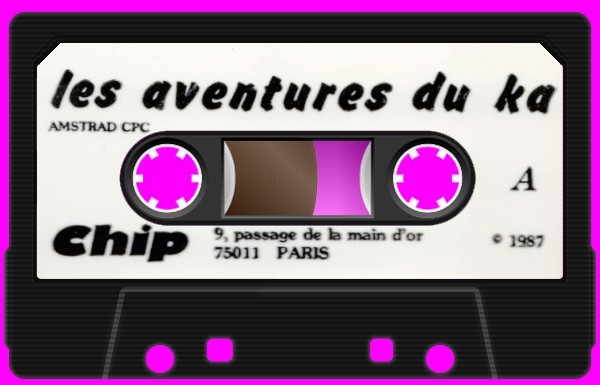 les aventures du ka
AMSTRAD CPC
A
Chip
9, passage de la main d'or
75011 PARIS
© 1987